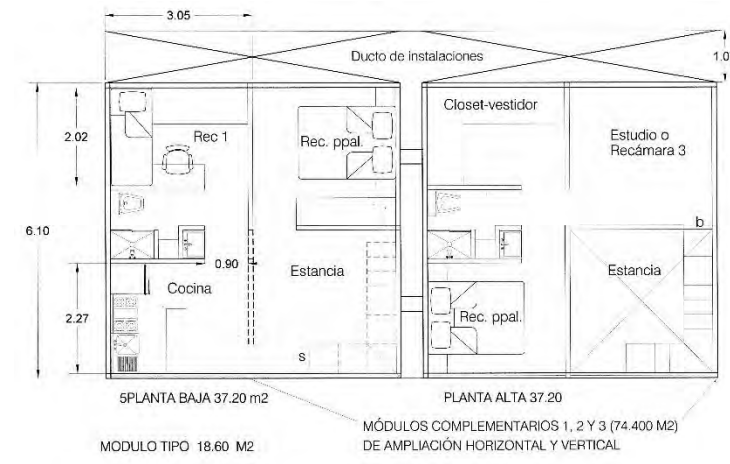 3.05
Ducto de instalaciones
1.0
Closet-vestidor
2.02
Rec 1
Rec. ppal.
Estudio o
Recámara 3
6.10
b
0.90
Estancia
Estancia
Cocina
2.27
Rec. ppal.
s
5PLANTA BAJA 37.20 m2
PLANTA ALTA 37.20
MÓDULOS COMPLEMENTARIOS 1, 2 Y 3 (74.400 M2)
MODULO TIPO 18.60 M2
DE AMPLIACIÓN HORIZONTAL Y VERTICAL